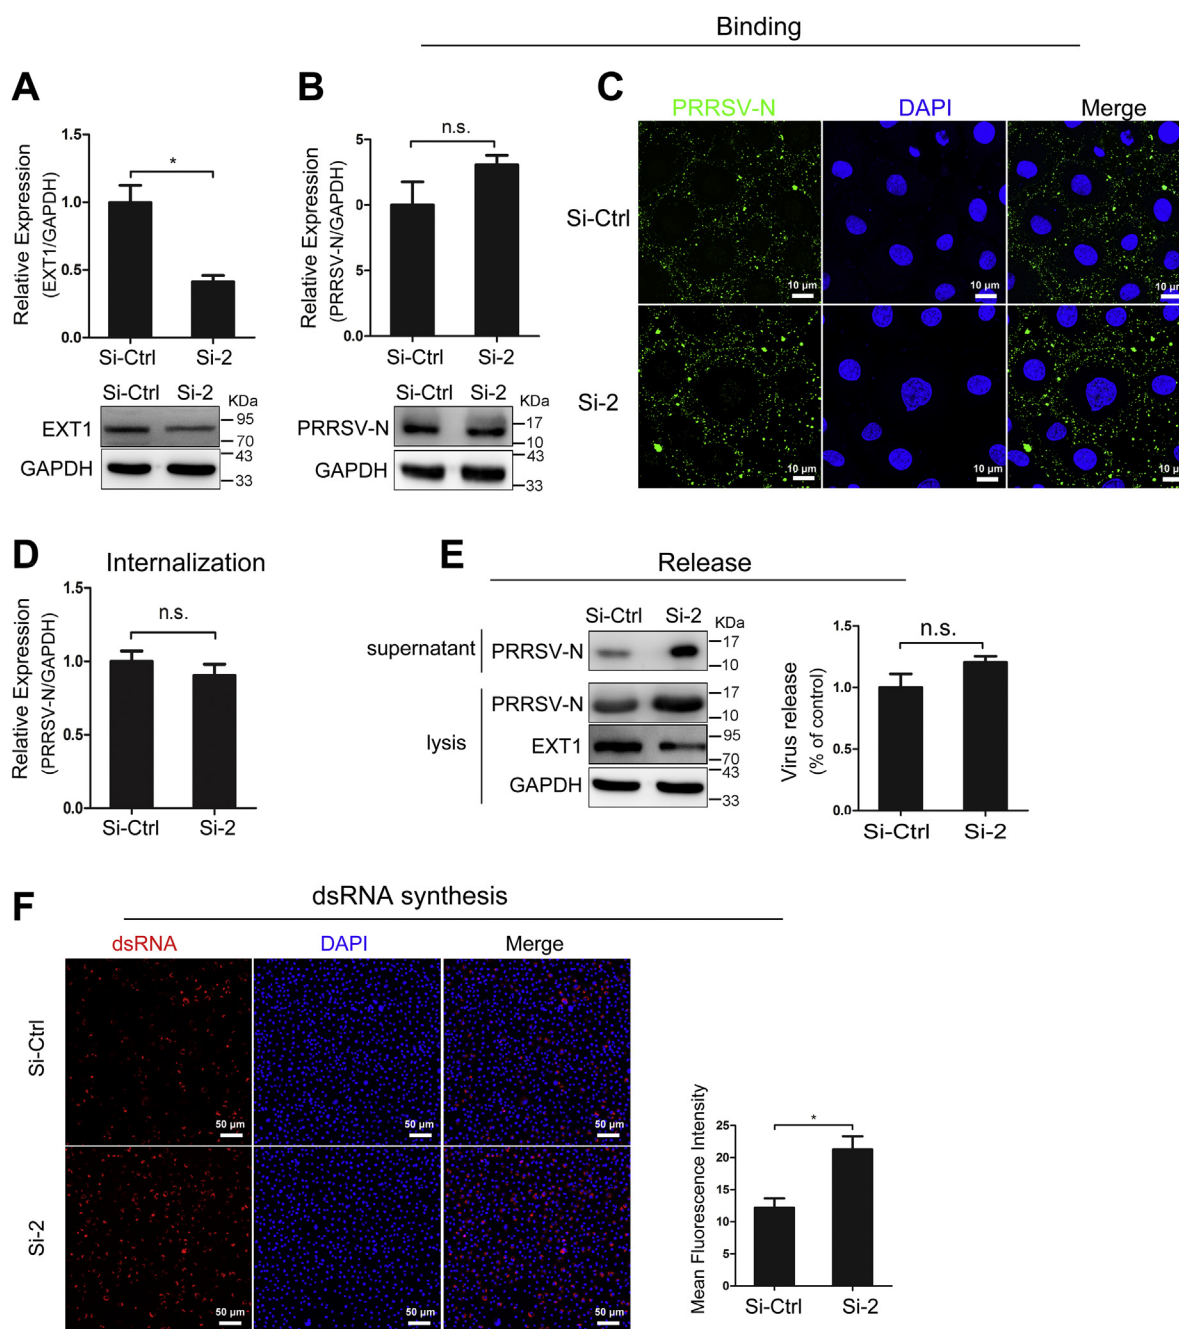 Binding
A
Relative Expression
(EXT1/GAPDH)
1.5
1.0
0.5
0.0
*
Si-Ctrl Si-2
Si-Ctrl Si-2 KDa
EXT1 95
70
GAPDH 43
33
B
Relative Expression
(PRRSV-N/GAPDH)
5
0
5
0
n.s.
Si-Ctrl Si-2
Si-Ctrl Si-2 KDa
PRRSV-N 17
10
GAPDH 43
33
C
PRRSV-N DAPI Merge
Si-Ctrl
10 µm 10 µm 10 µm
Si-2
10 µm 10 µm 10 µm
D
Internalization
Relative Expression
(PRRSV-N/GAPDH)
1.5
1.0
0.5
0.0
n.s.
Si-Ctrl Si-2
E
Release
Si-Ctrl Si-2 KDa
supernatant PRRSV-N 17
10
lysis
PRRSV-N 17
10
EXT1 95
70
GAPDH 43
33
Virus release
(% of control)
1.5
1.0
0.5
0.0
n.s.
Si-Ctrl Si-2
F
dsRNA synthesis
dsRNA DAPI Merge
Si-Ctrl
50 µm 50 µm 50 µm
Si-2
50 µm 50 µm 50 µm
Mean Fluorescence Intensity
25
20
15
10
5
0
*
Si-Ctrl Si-2